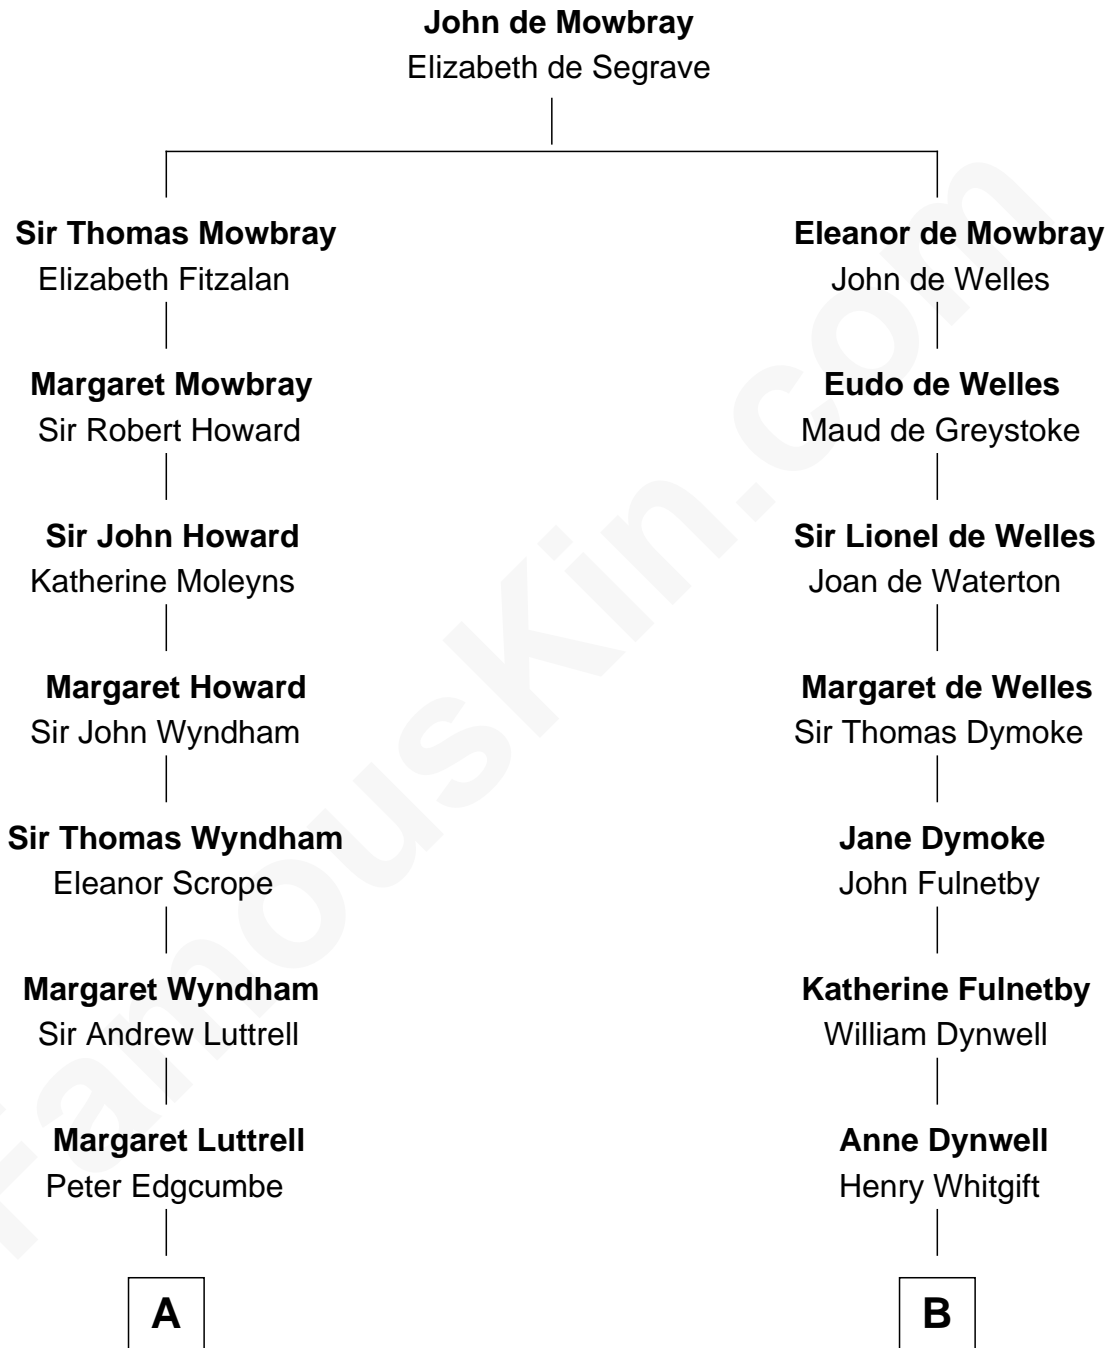 John de Mowbray
Elizabeth de Segrave
Sir Thomas Mowbray
Elizabeth Fitzalan
Eleanor de Mowbray
John de Welles
Margaret Mowbray
Sir Robert Howard
Eudo de Welles
Maud de Greystoke
Sir John Howard
Katherine Moleyns
Sir Lionel de Welles
Joan de Waterton
Margaret Howard
Sir John Wyndham
Margaret de Welles
Sir Thomas Dymoke
Sir Thomas Wyndham
Eleanor Scrope
Jane Dymoke
John Fulnetby
Margaret Wyndham
Sir Andrew Luttrell
Katherine Fulnetby
William Dynwell
Margaret Luttrell
Peter Edgcumbe
Anne Dynwell
Henry Whitgift
A
B
FamousKin.com